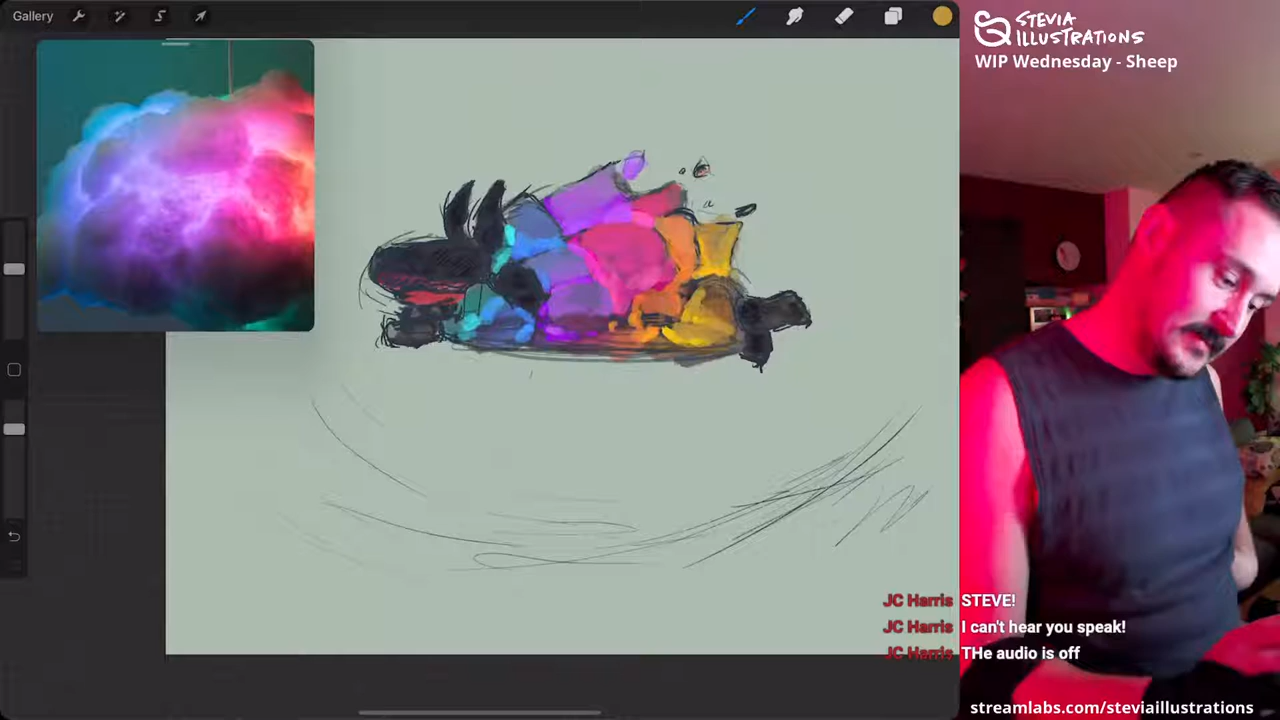 Gallery
STEVIA
ILLUSTRATIONS
WIP Wednesday - Sheep
JC Harris STEVE!
JC Harris I can't hear you speak!
JC Harris THe audio is off
streamlabs.com/steviaillustrations